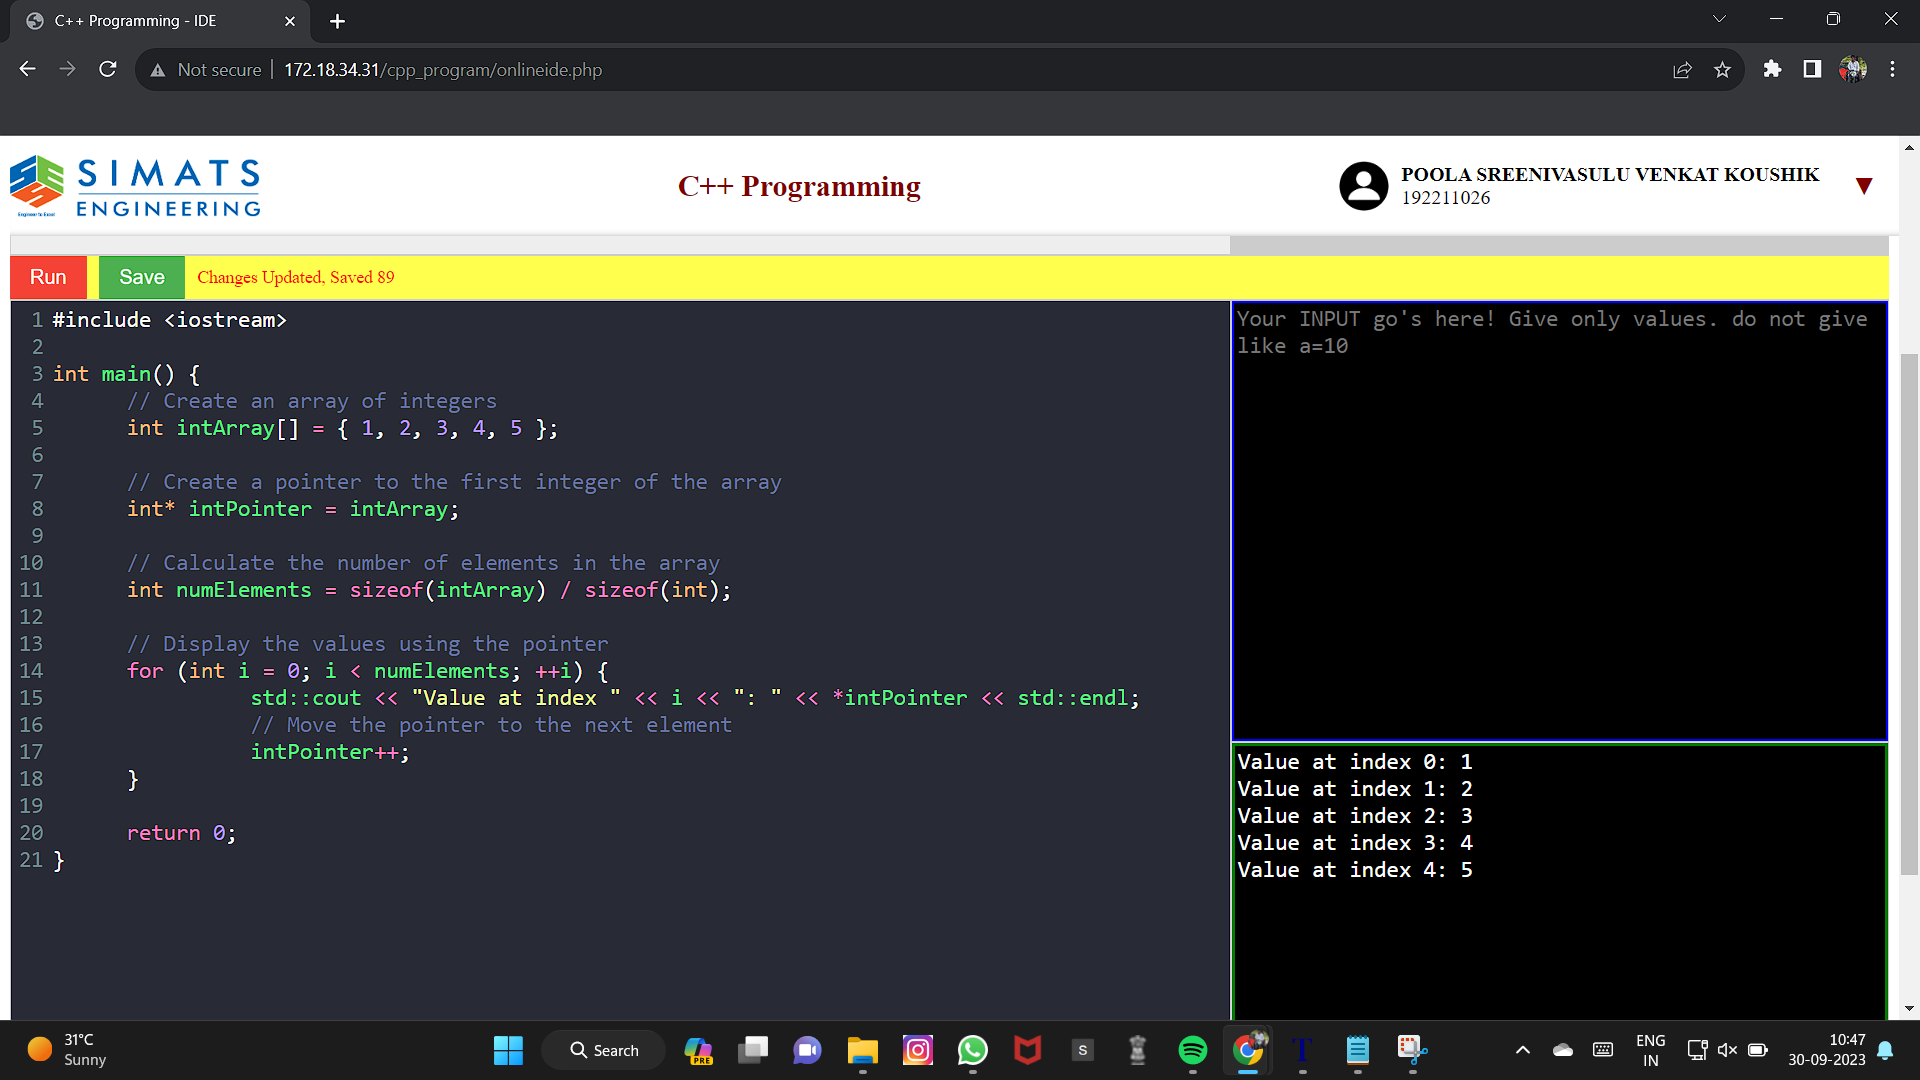 C++ Programming - IDE
Not secure
172.18.34.31/cpp_program/onlineide.php
SIMATS
ENGINEERING
Engineer to Excel
C++ Programming
POOLA SREENIVASULU VENKAT KOUSHIK
192211026
Run
Save
Changes Updated, Saved 89
1 #include <iostream>
2
3 int main() {
4 // Create an array of integers
5 int intArray[] = { 1, 2, 3, 4, 5 };
6
7 // Create a pointer to the first integer of the array
8 int* intPointer = intArray;
9
10 // Calculate the number of elements in the array
11 int numElements = sizeof(intArray) / sizeof(int);
12
13 // Display the values using the pointer
14 for (int i = 0; i < numElements; ++i) {
15 std::cout << "Value at index " << i << ": " << *intPointer << std::endl;
16 // Move the pointer to the next element
17 intPointer++;
18 }
19
20 return 0;
21 }
Your INPUT go's here! Give only values. do not give
like a=10
Value at index 0: 1
Value at index 1: 2
Value at index 2: 3
Value at index 3: 4
Value at index 4: 5
31°C
Sunny
Search
PRE
S
T
ENG
IN
10:47
30-09-2023